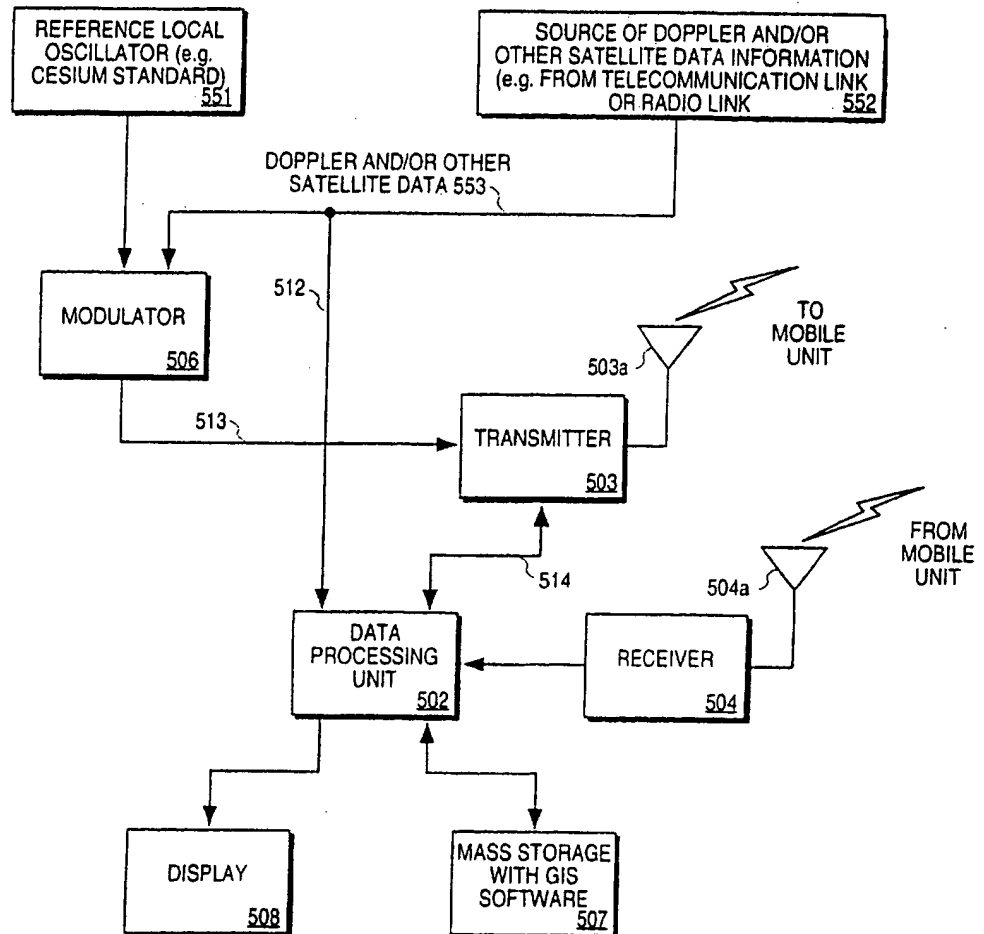 REFERENCE LOCAL
OSCILLATOR (e.g.
CESIUM STANDARD)
551
SOURCE OF DOPPLER AND/OR
OTHER SATELLITE DATA INFORMATION
(e.g. FROM TELECOMMUNICATION LINK
OR RADIO LINK
552
DOPPLER AND/OR OTHER
SATELLITE DATA 553
512
MODULATOR
506
TO
MOBILE
UNIT
503a
513
TRANSMITTER
503
FROM
MOBILE
UNIT
514
504a
DATA
PROCESSING
UNIT
502
RECEIVER
504
DISPLAY
508
MASS STORAGE
WITH GIS
SOFTWARE
507